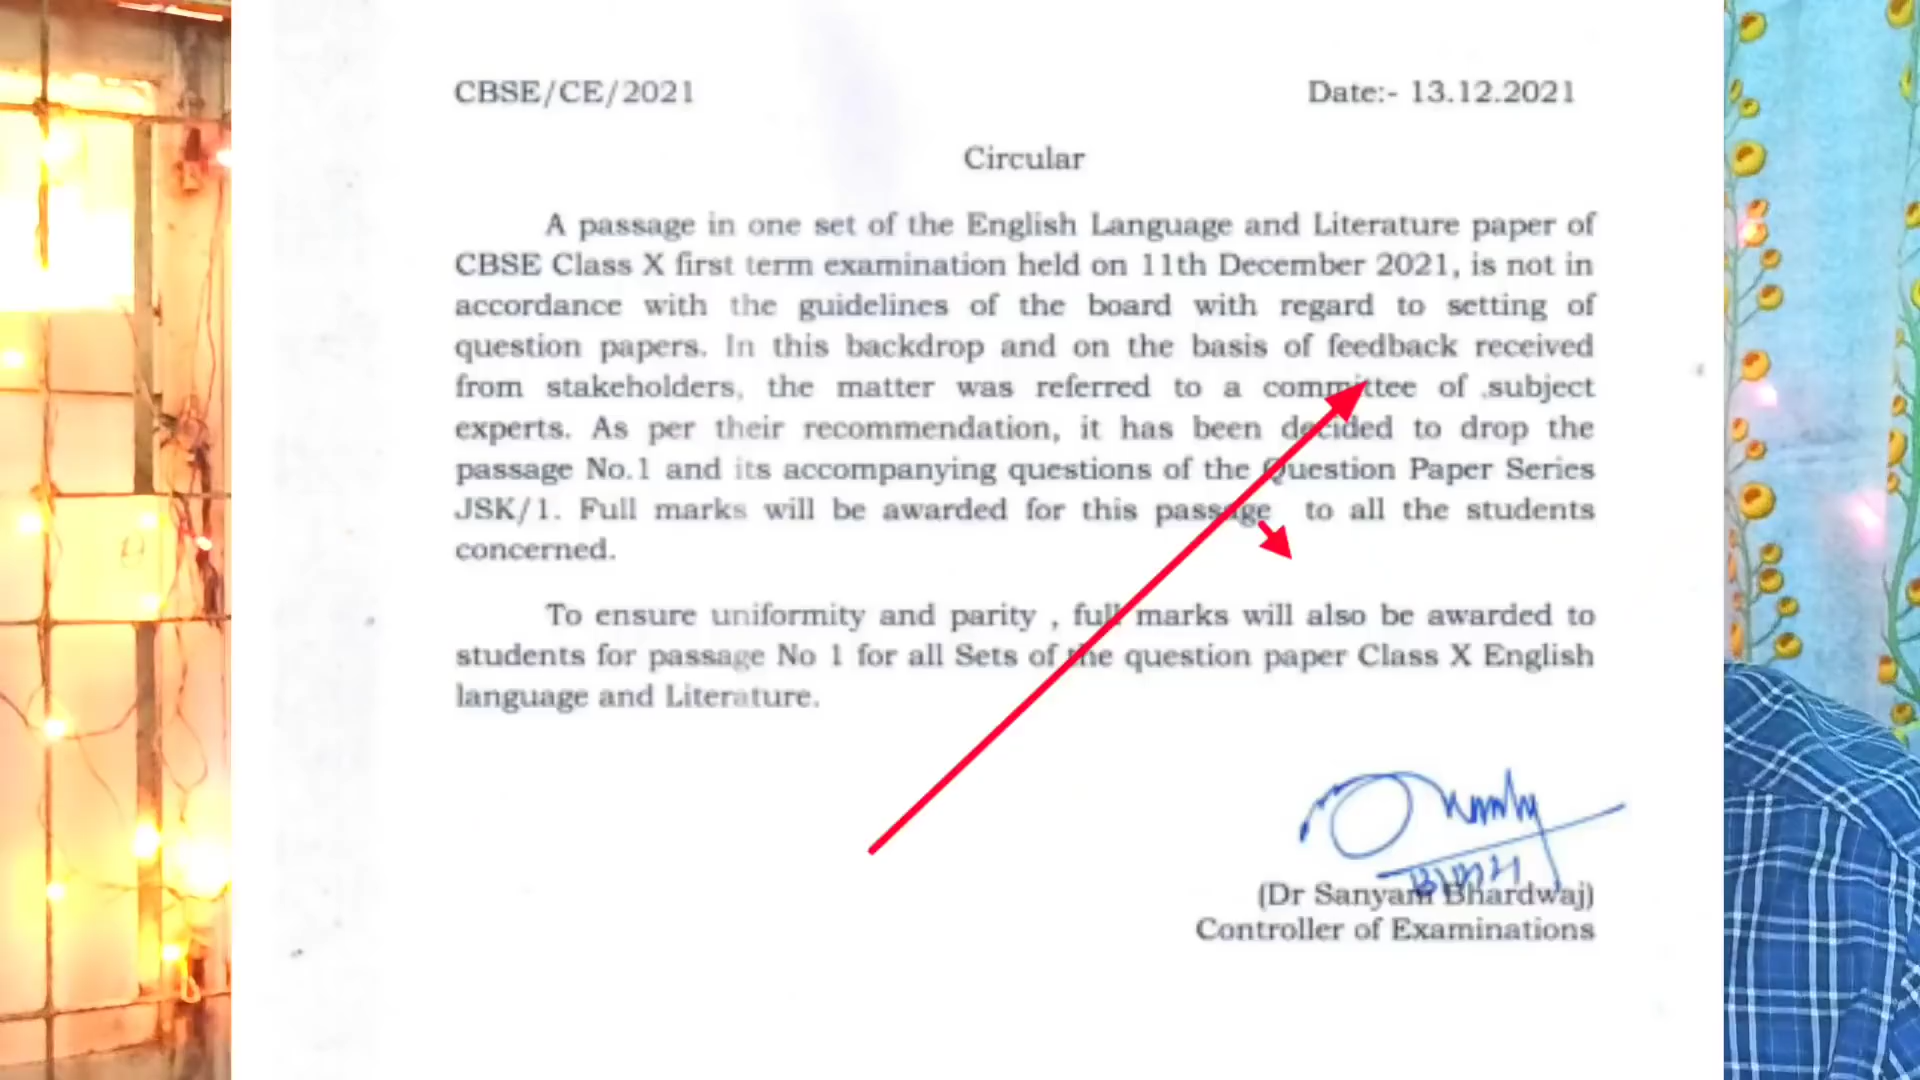 CBSE/CE/2021 Date:- 13.12.2021
Circular
A passage in one set of the English Language and Literature paper of
CBSE Class X first term examination held on 11th December 2021, is not in
accordance with the guidelines of the board with regard to setting of
question papers. In this backdrop and on the basis of feedback received
from stakeholders, the matter was referred to a committee of subject
experts. As per their recommendation, it has been decided to drop the
passage No.1 and its accompanying questions of the Question Paper Series
JSK/1. Full marks will be awarded for this passage to all the students
concerned.
To ensure uniformity and parity , full marks will also be awarded to
students for passage No 1 for all Sets of the question paper Class X English
language and Literature.
(Dr Sanyam Bhardwaj)
Controller of Examinations